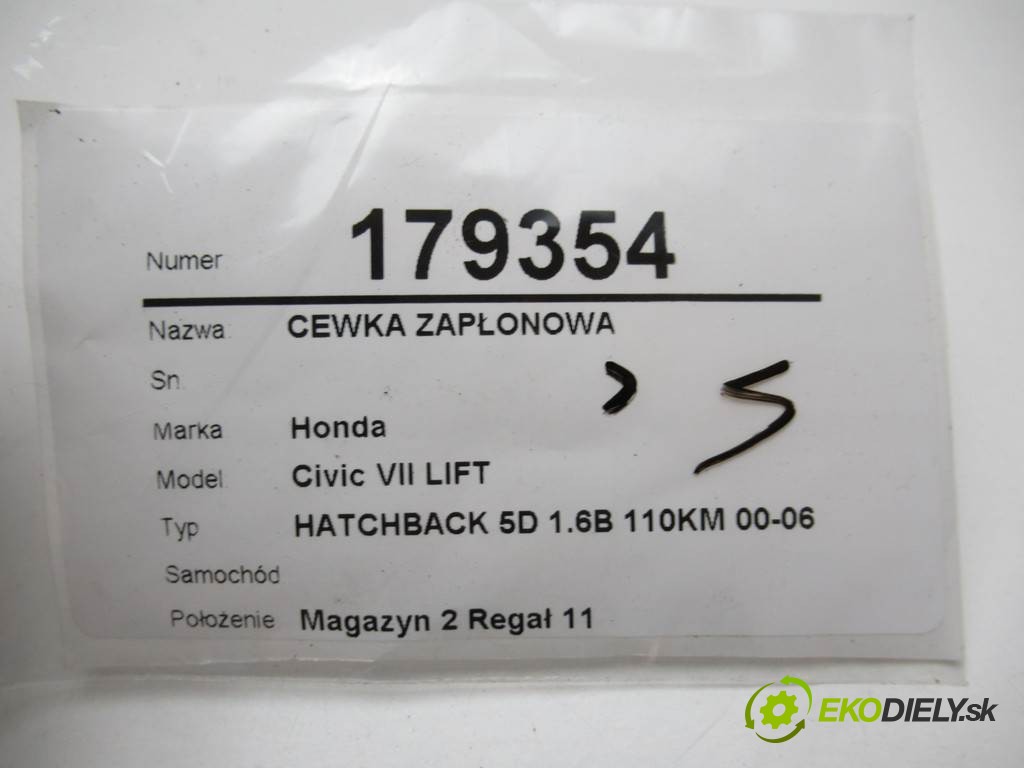 Numer 179354
Nazwa CEWKA ZAPŁONOWA
Sn
Marka Honda
Model Civic VII LIFT
Typ HATCHBACK 5D 1.6B 110KM 00-06
Samochód
Położenie Magazyn 2 Regał 11
EKODIELY.sk